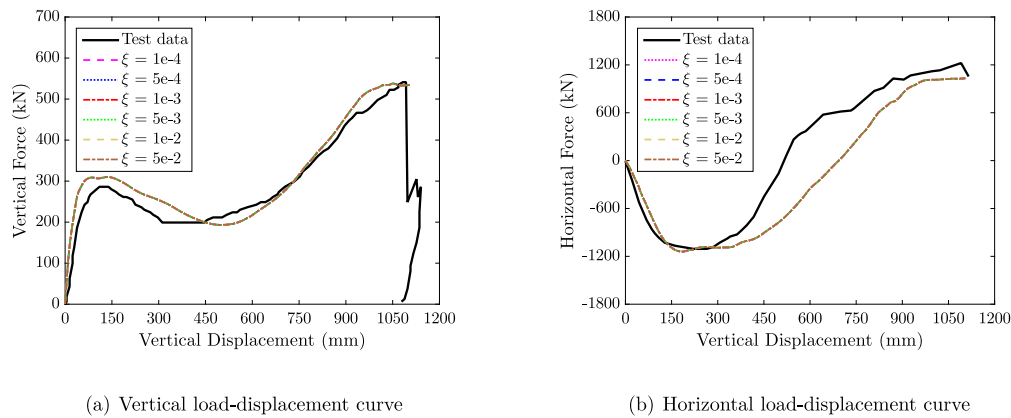 700
600
500
400
300
200
100
0
Vertical Force (kN)
Test data
ξ = 1e-4
ξ = 5e-4
ξ = 1e-3
ξ = 5e-3
ξ = 1e-2
ξ = 5e-2
0 150 300 450 600 750 900 1050 1200
Vertical Displacement (mm)
(a) Vertical load-displacement curve
1800
1200
600
0
-600
-1200
-1800
Horizontal Force (kN)
Test data
ξ = 1e-4
ξ = 5e-4
ξ = 1e-3
ξ = 5e-3
ξ = 1e-2
ξ = 5e-2
0 150 300 450 600 750 900 1050 1200
Vertical Displacement (mm)
(b) Horizontal load-displacement curve